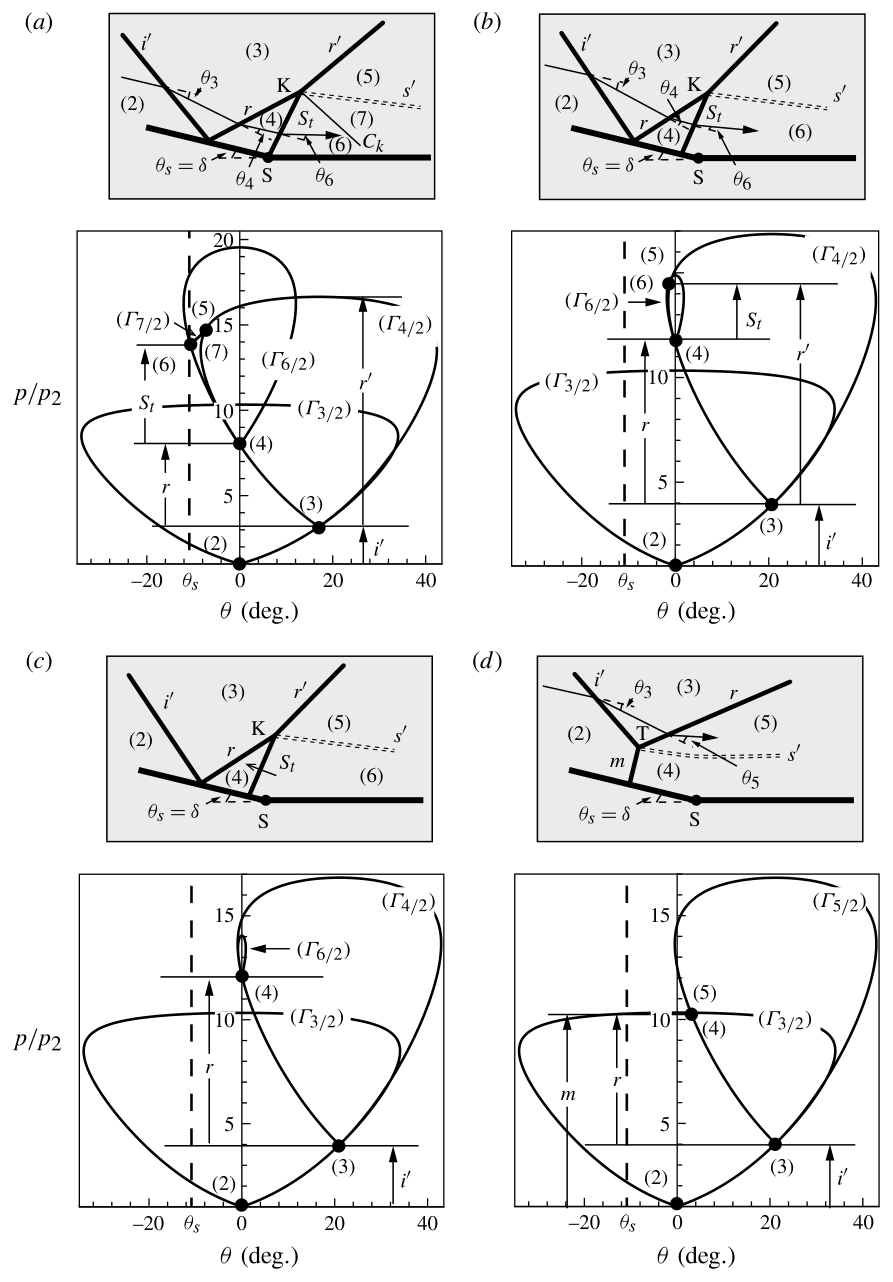 (a)
i′
θ3
(3)
r′
K
(2)
r
(4)
St
(5)
s′
(7)
(6)
Ck
θs = δ
θ4
S
θ6
20
(5)
15
(Γ7/2)
(Γ4/2)
(6)
(7)
(Γ6/2)
p/p2
St
r′
10
(Γ3/2)
(4)
r
5
(3)
(2)
i′
−20
θs
0
20
40
θ (deg.)
(b)
i′
θ3
(3)
r′
θ4
K
(2)
r
(4)
St
(5)
s′
(6)
θs = δ
S
θ6
(5)
(Γ4/2)
(6)
(Γ6/2)
St
(4)
r′
10
(Γ3/2)
r
5
(3)
(2)
i′
−20
θs
0
20
40
θ (deg.)
(c)
i′
(3)
r′
K
(2)
r
(5)
s′
St
(4)
(6)
θs = δ
S
(Γ4/2)
15
(Γ6/2)
(4)
p/p2
10
(Γ3/2)
r
5
(3)
(2)
i′
−20
θs
0
20
40
θ (deg.)
(d)
i′
θ3
(3)
r
(2)
T
(5)
m
s′
(4)
θ5
θs = δ
S
15
(Γ5/2)
(5)
10
(4)
(Γ3/2)
m
r
5
(3)
(2)
i′
−20
θs
0
20
40
θ (deg.)